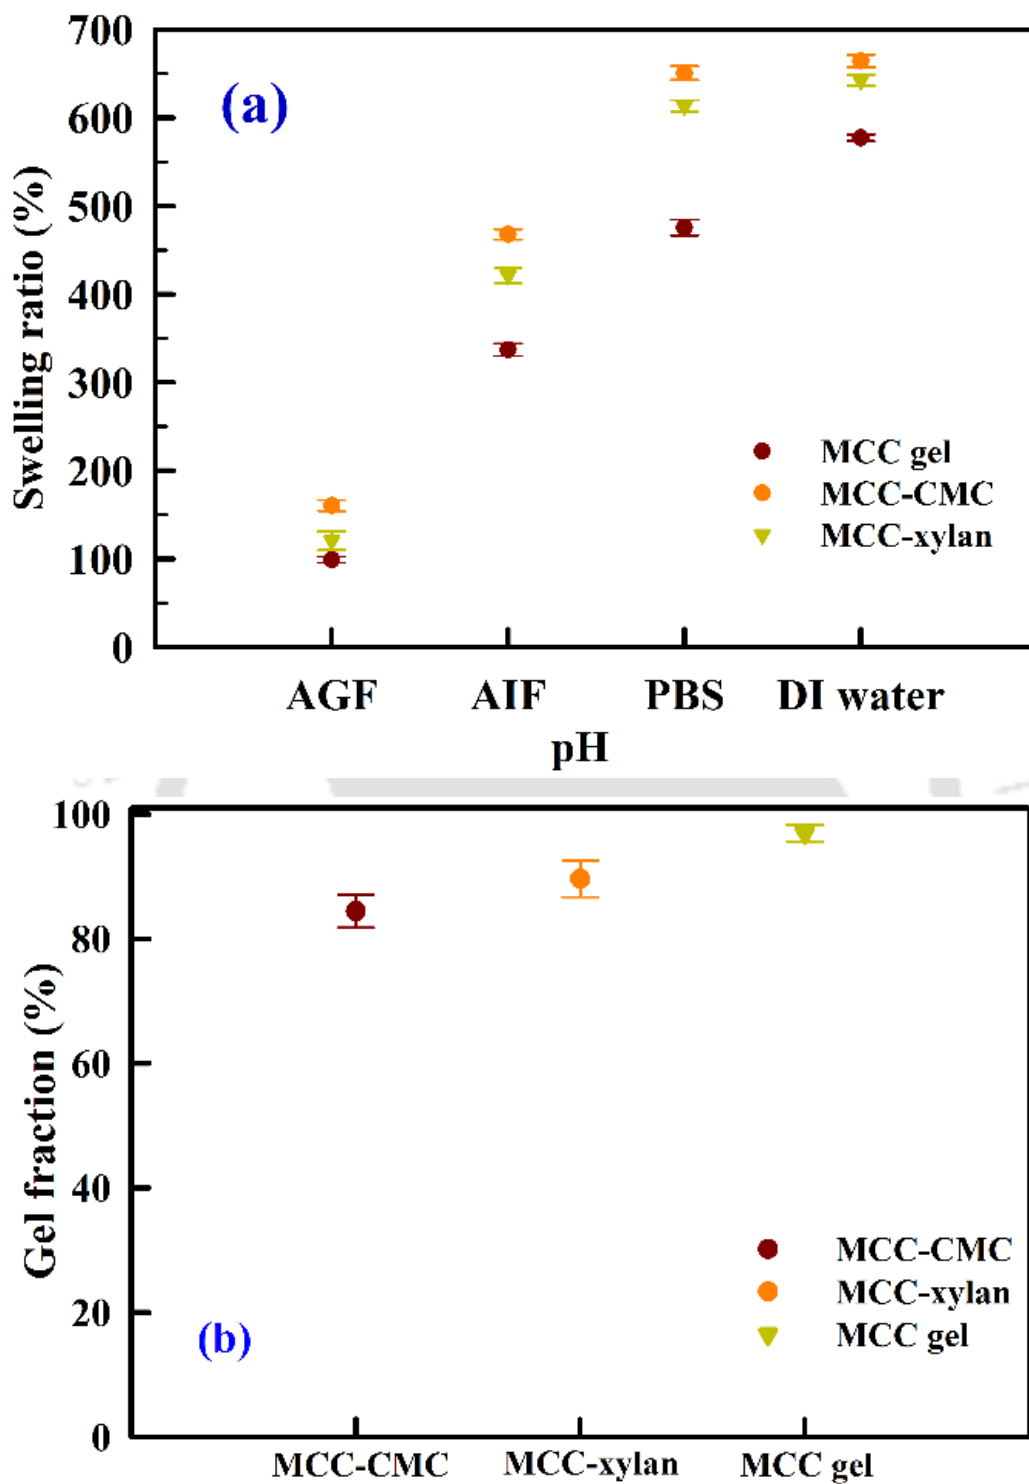 700
(a)
600
500
400
300
200
100
0
Swelling ratio (%)
MCC gel
MCC-CMC
MCC-xylan
AGF AIF PBS DI water
pH
100
80
60
40
20
0
Gel fraction (%)
MCC-CMC
MCC-xylan
MCC gel
(b)
MCC-CMC MCC-xylan MCC gel